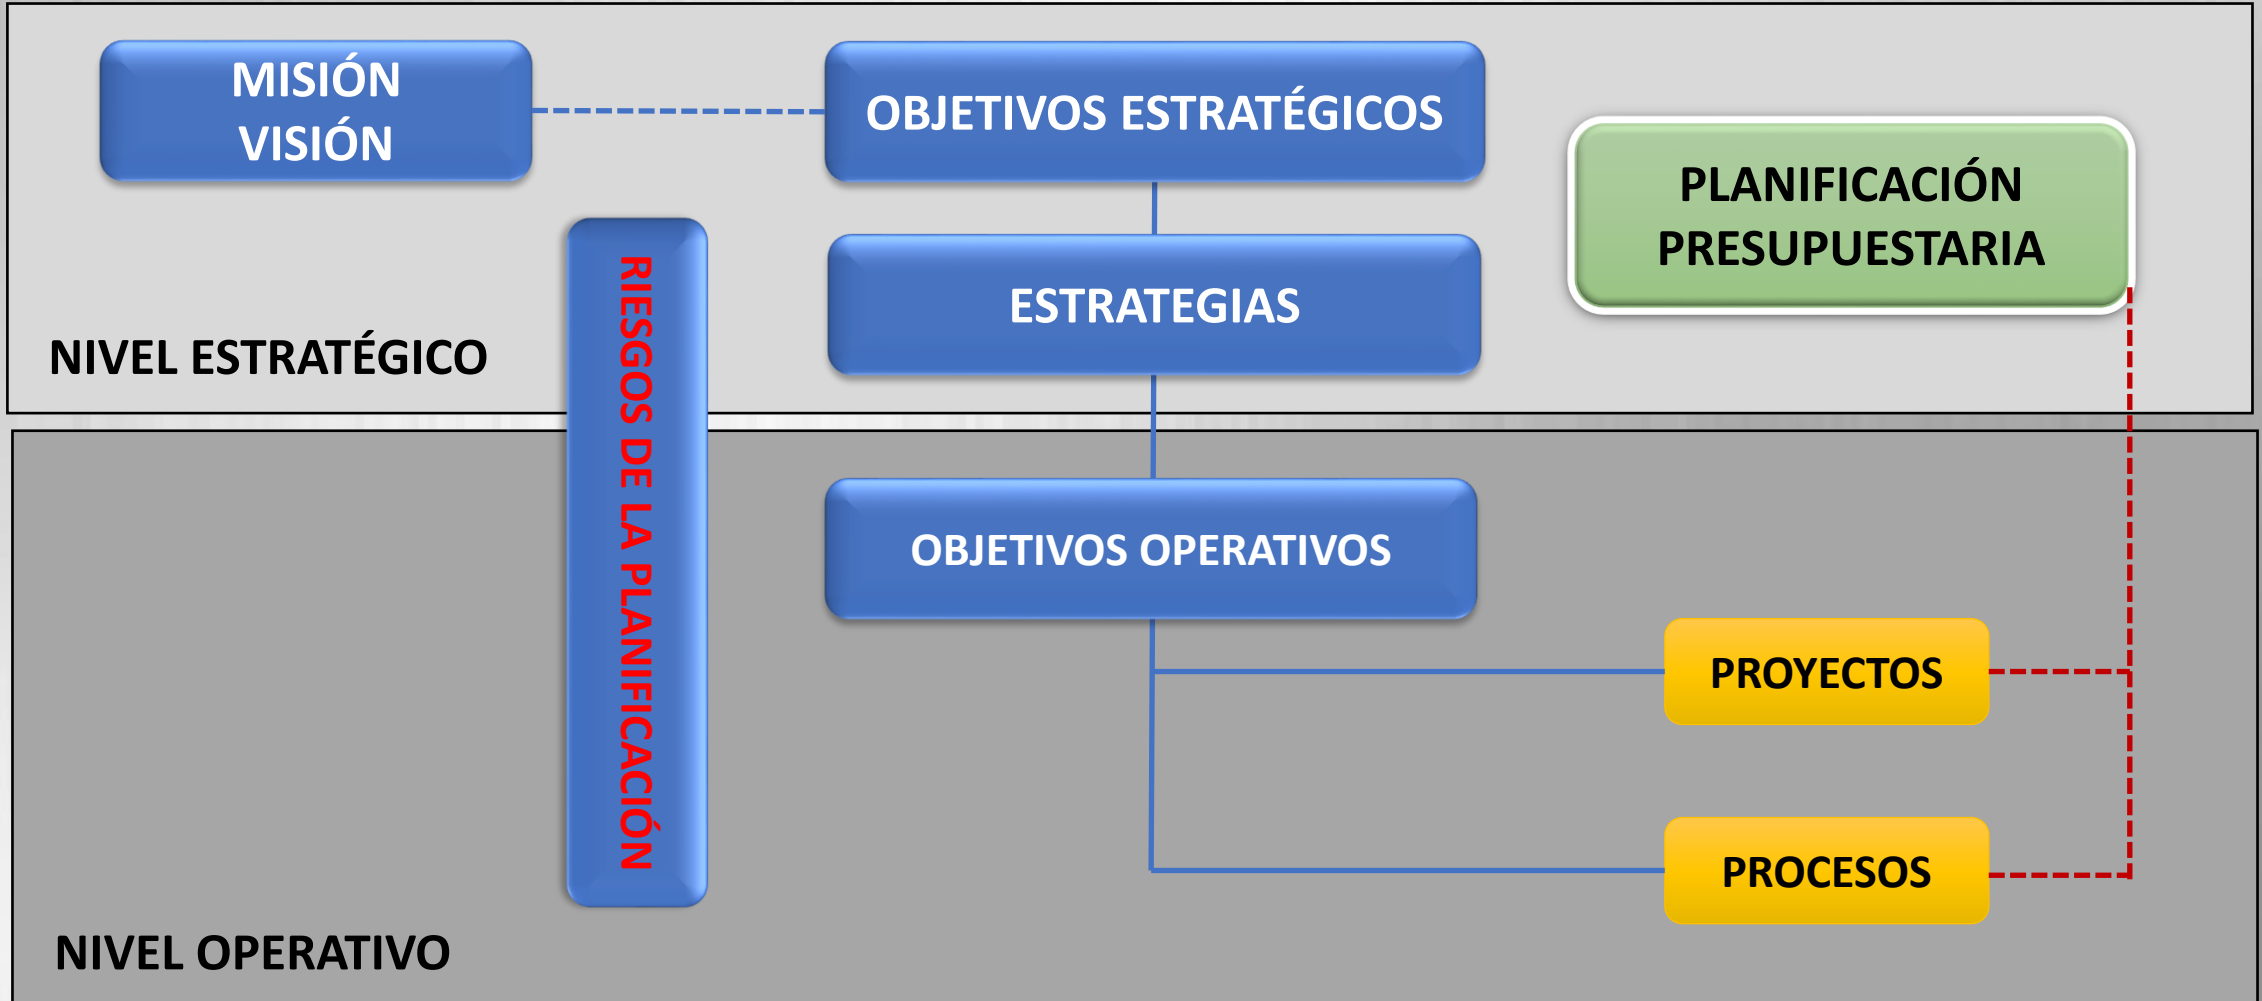 MISIÓN
VISIÓN
OBJETIVOS ESTRATÉGICOS
PLANIFICACIÓN
PRESUPUESTARIA
ESTRATEGIAS
NIVEL ESTRATÉGICO
RIESGOS DE LA PLANIFICACIÓN
OBJETIVOS OPERATIVOS
PROYECTOS
PROCESOS
NIVEL OPERATIVO